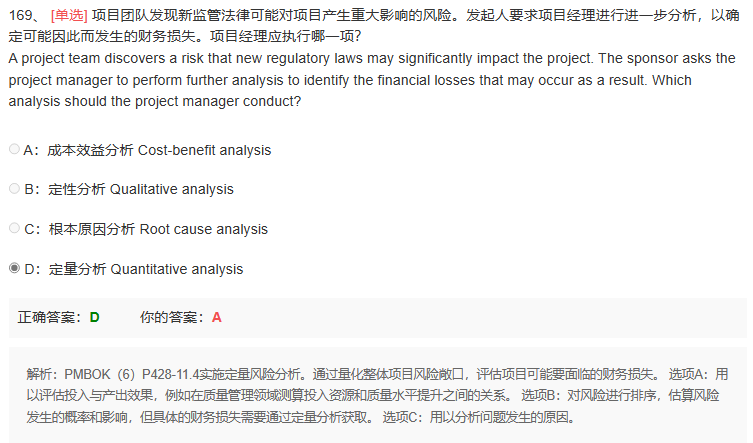 169、 [单选] 项目团队发现新监管法律可能对项目产生重大影响的风险。发起人要求项目经理进行进一步分析，以确
定可能因此而发生的财务损失。项目经理应执行哪一项?
A project team discovers a risk that new regulatory laws may significantly impact the project. The sponsor asks the
project manager to perform further analysis to identify the financial losses that may occur as a result. Which
analysis should the project manager conduct?
A：成本效益分析 Cost-benefit analysis
B：定性分析 Qualitative analysis
C：根本原因分析 Root cause analysis
D：定量分析 Quantitative analysis
正确答案：D 你的答案：A
解析：PMBOK（6）P428-11.4实施定量风险分析。通过量化整体项目风险敞口，评估项目可能要面临的财务损失。 选项A：用
以评估投入与产出效果，例如在质量管理领域测算投入资源和质量水平提升之间的关系。 选项B：对风险进行排序，估算风险
发生的概率和影响，但具体的财务损失需要通过定量分析获取。 选项C：用以分析问题发生的原因。